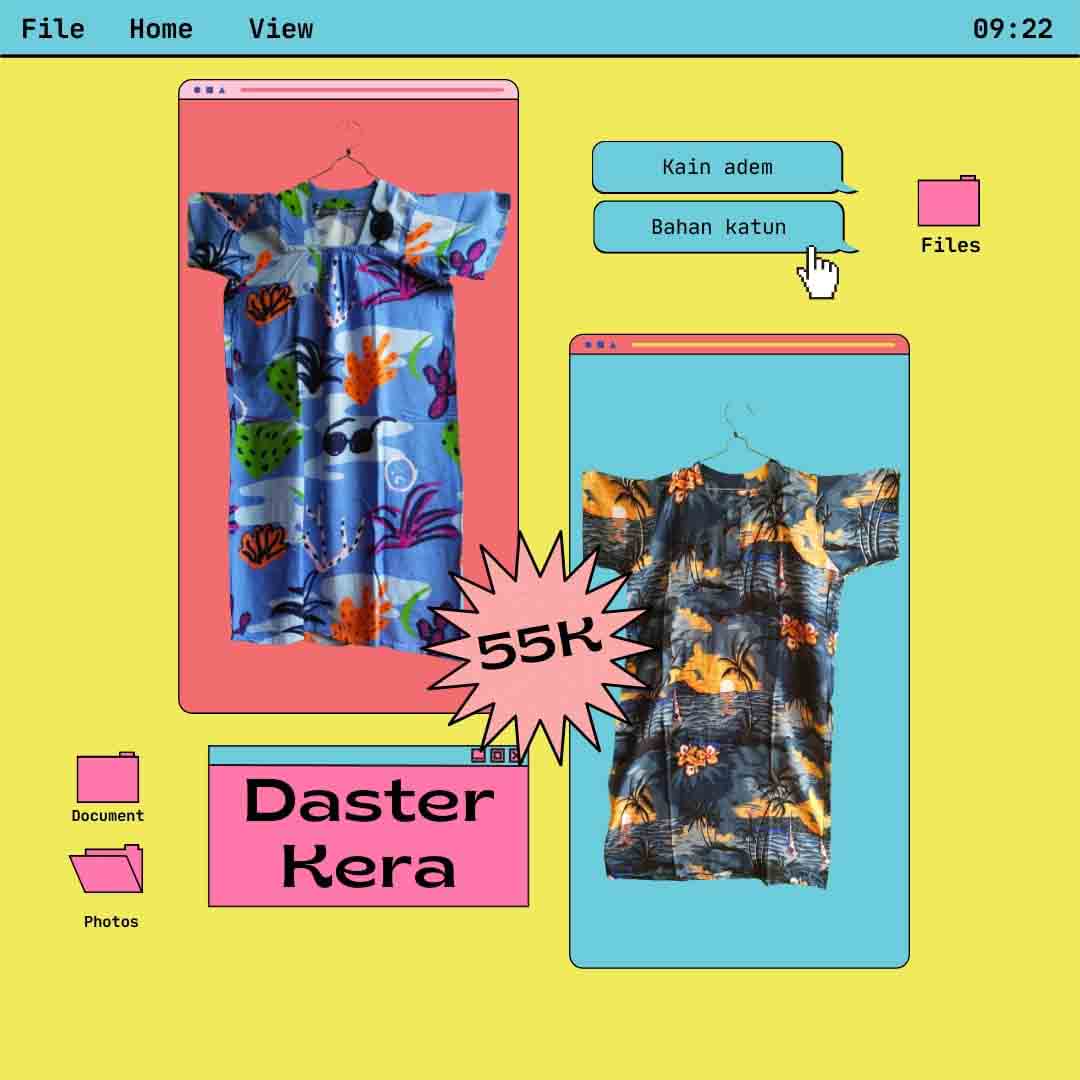 File Home View 09:22
Kain adem
Bahan katun
Files
55K
Daster
Kera
Document
Photos